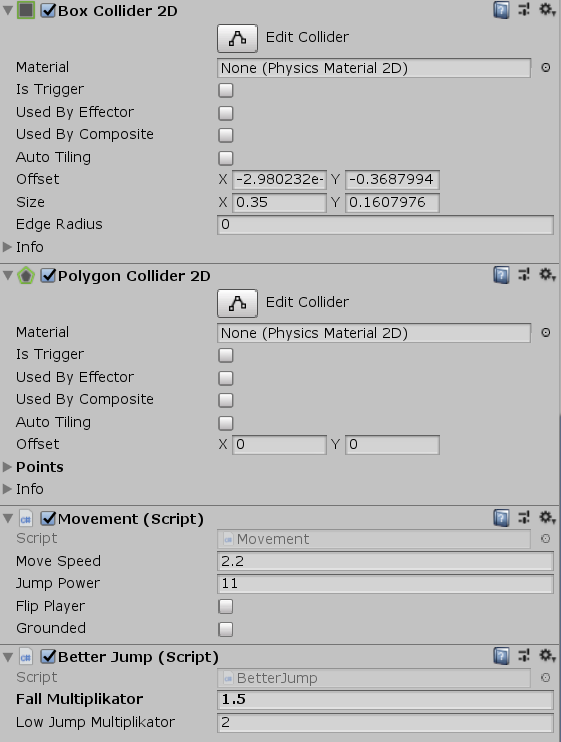 Box Collider 2D
Edit Collider
Material None (Physics Material 2D)
Is Trigger
Used By Effector
Used By Composite
Auto Tiling
Offset X -2.980232e- Y -0.3687994
Size X 0.35 Y 0.1607976
Edge Radius 0
Info
Polygon Collider 2D
Edit Collider
Material None (Physics Material 2D)
Is Trigger
Used By Effector
Used By Composite
Auto Tiling
Offset X 0 Y 0
Points
Info
Movement (Script)
Script Movement
Move Speed 2.2
Jump Power 11
Flip Player
Grounded
Better Jump (Script)
Script BetterJump
Fall Multiplikator 1.5
Low Jump Multiplikator 2